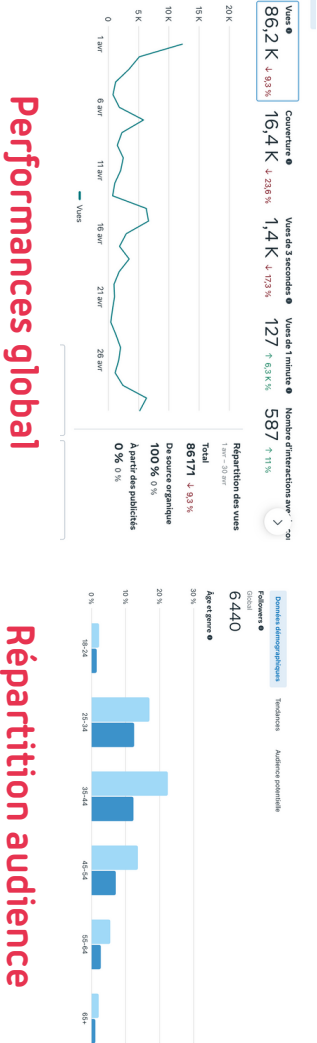 Vues
86,2 K ↓ 9,3 %
Couverture
16,4 K ↓ 23,6 %
Vues de 3 secondes
1,4 K ↓ 17,3 %
Vues de 1 minute
127 ↑ 6,3 K %
Nombre d'interactions ave
587 ↑ 11 %
20 K
15 K
10 K
5 K
0
1 avr
6 avr
11 avr
16 avr
21 avr
26 avr
Vues
Répartition des vues
1 avr – 30 avr
Total
86 171 ↓ 9,3 %
De source organique
100 % 0 %
À partir des publicités
0 % 0 %
Performances global
Données démographiques
Tendances
Audience potentielle
Followers
Global
6 440
Âge et genre
30 %
20 %
10 %
0 %
18-24
25-34
35-44
45-54
55-64
65+
Répartition audience